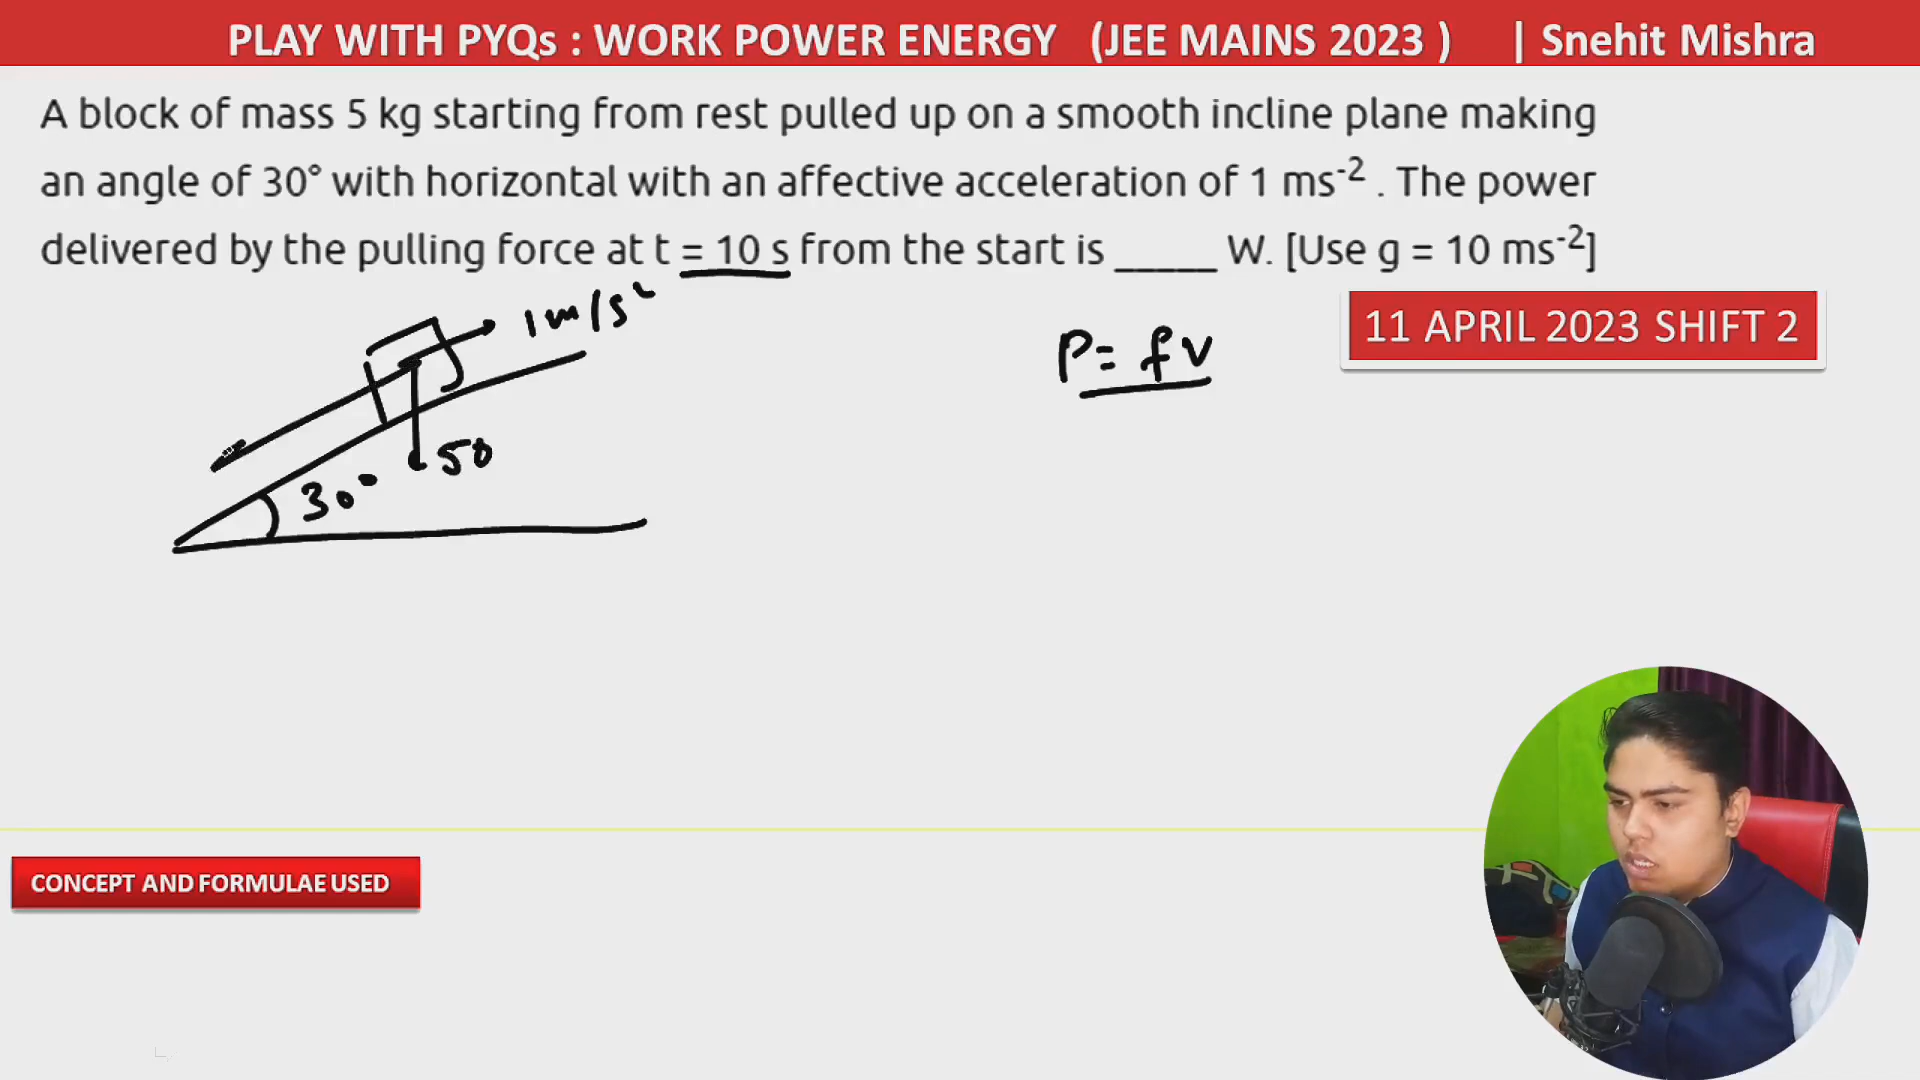 PLAY WITH PYQs : WORK POWER ENERGY (JEE MAINS 2023 ) | Snehit Mishra
A block of mass 5 kg starting from rest pulled up on a smooth incline plane making
an angle of 30° with horizontal with an affective acceleration of 1 ms⁻² . The power
delivered by the pulling force at t = 10 s from the start is _____ W. [Use g = 10 ms⁻²]
11 APRIL 2023 SHIFT 2
1 m/s²
P = fv
50
30°
CONCEPT AND FORMULAE USED